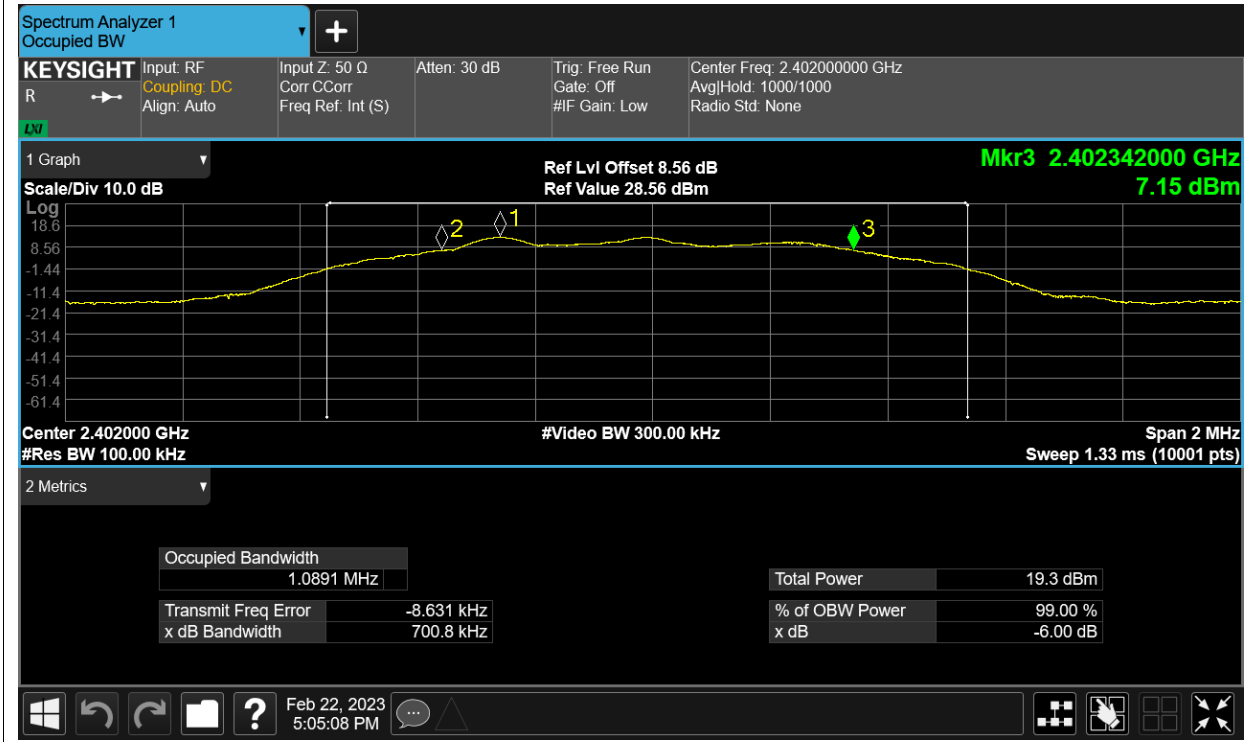 Spectrum Analyzer 1
Occupied BW
KEYSIGHT
R
LXI
Input: RF
Coupling: DC
Align: Auto
Input Z: 50 Ω
Corr CCorr
Freq Ref: Int (S)
Atten: 30 dB
Trig: Free Run
Gate: Off
#IF Gain: Low
Center Freq: 2.402000000 GHz
Avg|Hold: 1000/1000
Radio Std: None
1 Graph
Scale/Div 10.0 dB
Ref Lvl Offset 8.56 dB
Ref Value 28.56 dBm
Mkr3 2.402342000 GHz
7.15 dBm
Log
18.6
8.56
-1.44
-11.4
-21.4
-31.4
-41.4
-51.4
-61.4
2
1
3
Center 2.402000 GHz
#Video BW 300.00 kHz
Span 2 MHz
#Res BW 100.00 kHz
Sweep 1.33 ms (10001 pts)
2 Metrics
Occupied Bandwidth
1.0891 MHz
Total Power 19.3 dBm
Transmit Freq Error -8.631 kHz
% of OBW Power 99.00 %
x dB Bandwidth 700.8 kHz
x dB -6.00 dB
?
Feb 22, 2023
5:05:08 PM